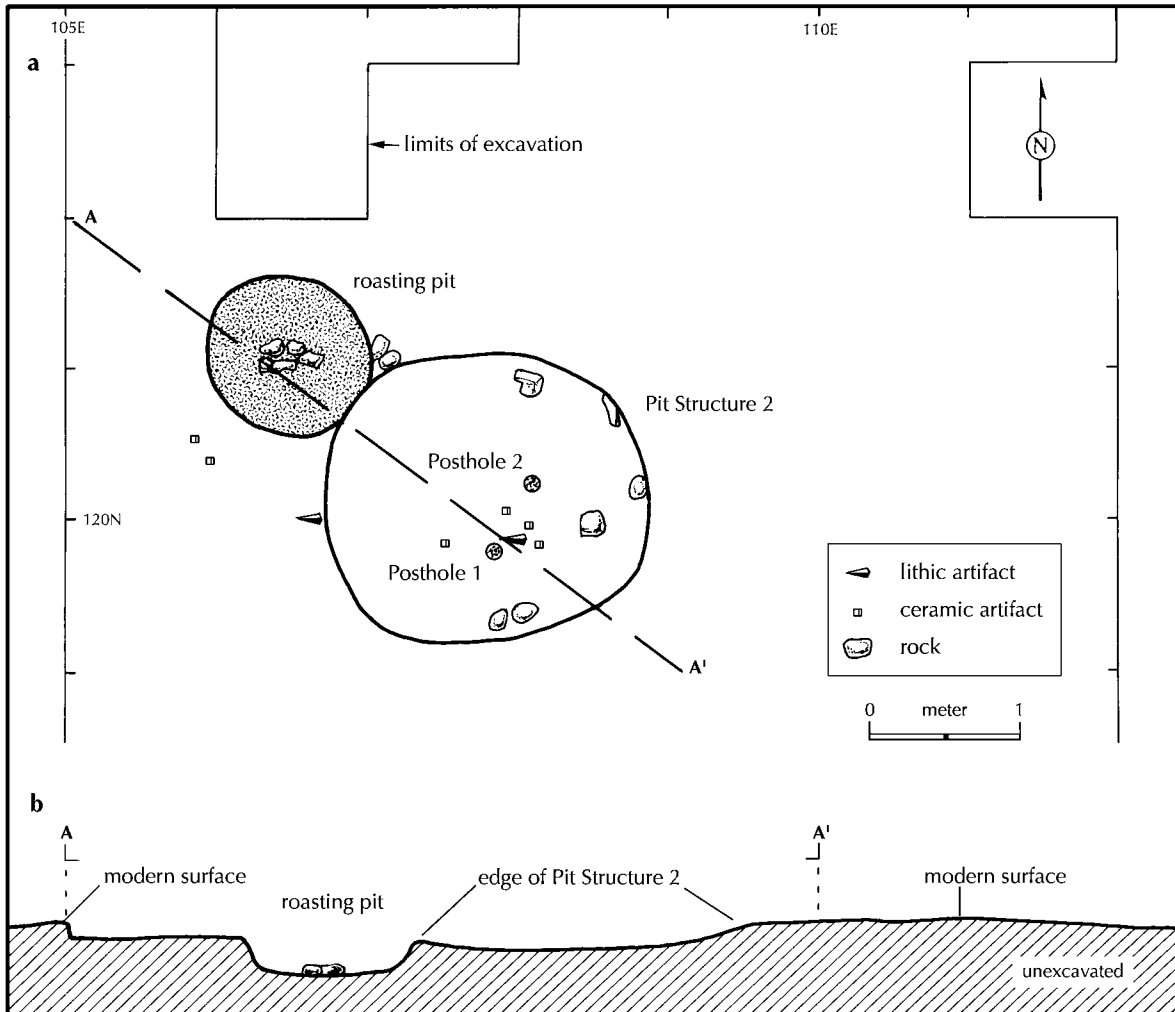 105E
110E
a
N
limits of excavation
A
roasting pit
Pit Structure 2
Posthole 2
120N
Posthole 1
A'
lithic artifact
ceramic artifact
rock
0 meter 1
b
A
A'
modern surface
edge of Pit Structure 2
modern surface
roasting pit
unexcavated